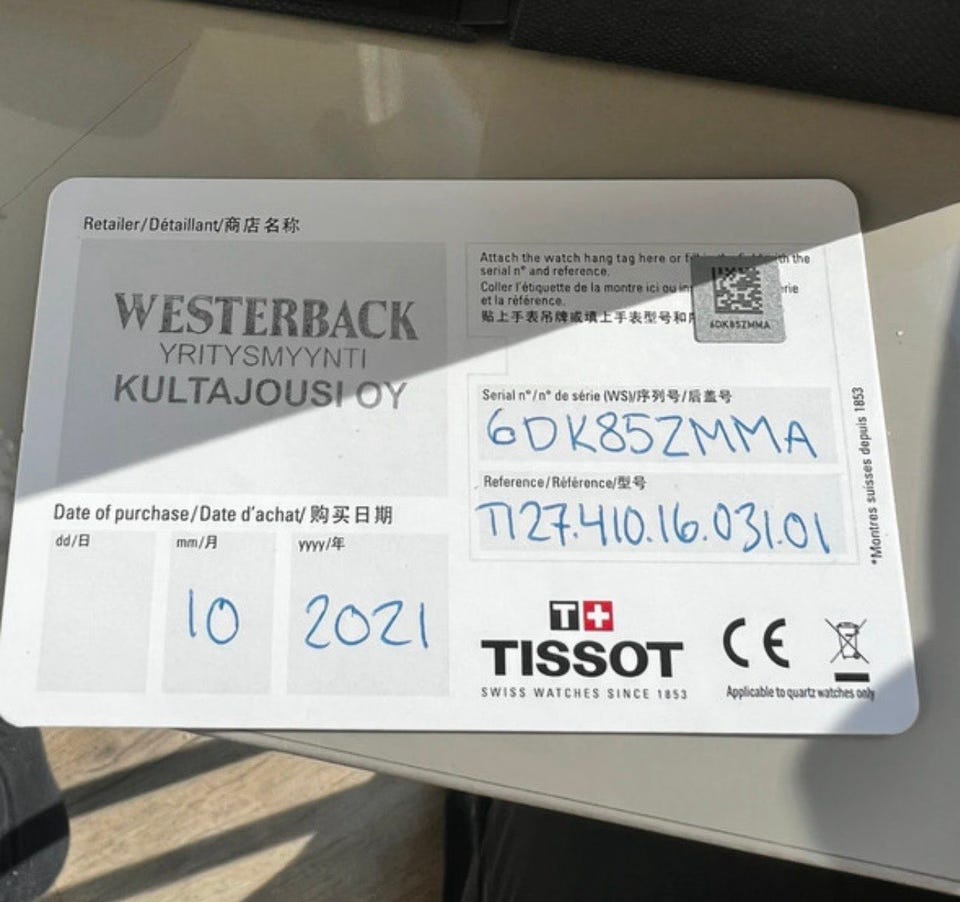 Retailer/Détaillant/商店名称
WESTERBACK
YRITYSMYYNTI
KULTAJOUSI OY
Date of purchase/Date d'achat/ 购买日期
dd/日
mm/月
yyyy/年
10
2021
Attach the watch hang tag here or the
serial n° and reference.
Coller l'étiquette de la montre ici ou
et la référence.
贴上手表吊牌或填上手表型号和
6DK85ZMMA
Serial n°/n° de série (WS)/序列号/后盖号
6DK85ZMMA
Reference/Référence/型号
T127.410.16.031.01
*Montres suisses depuis 1853
T+
TISSOT
SWISS WATCHES SINCE 1853
CE
Applicable to quartz watches only